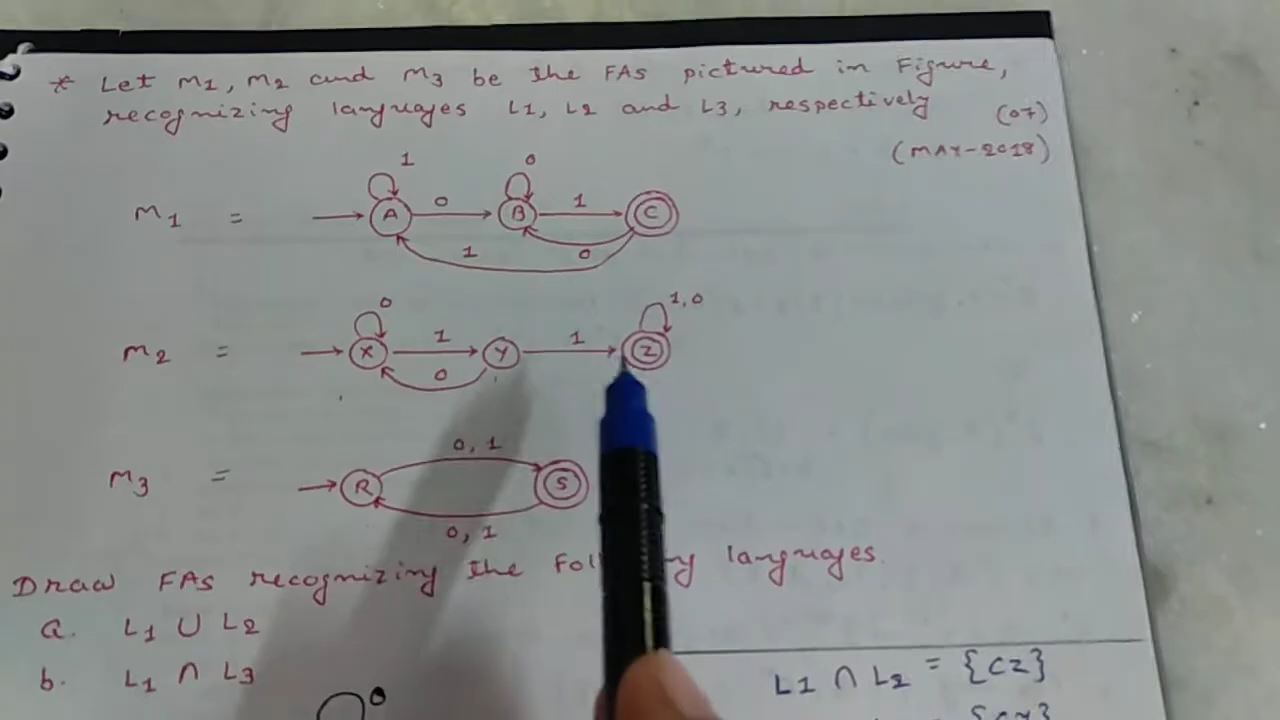 * Let M1, M2 and M3 be the FAs pictured in Figure,
recognizing languages L1, L2 and L3, respectively (07)
(MAY-2018)
1 0
M1 = A 0 B 1 C
1 0
0 1,0
M2 = X 1 Y 1 Z
0
0, 1
M3 = R S
0, 1
Draw FAs recognizing the languages.
a. L1 U L2
b. L1 ∩ L3
L1 ∩ L2 = {CZ}
0